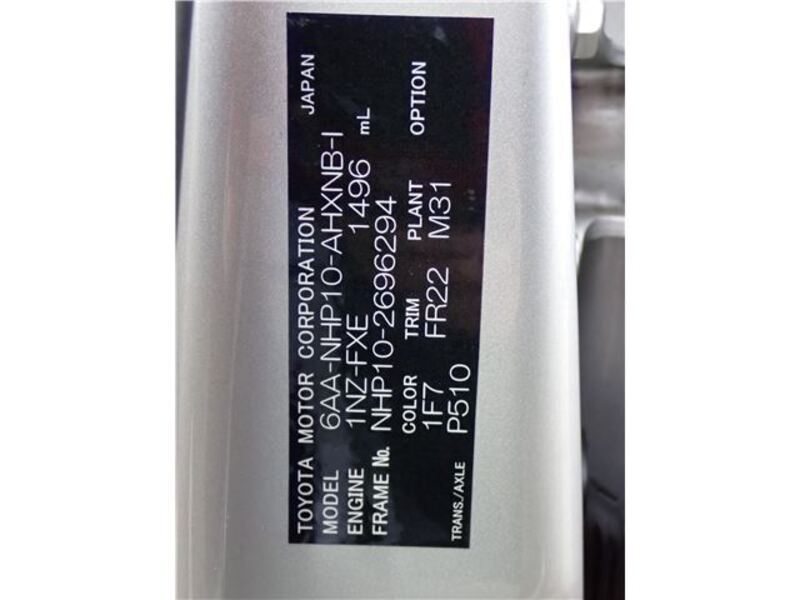 TOYOTA MOTOR CORPORATION JAPAN
MODEL 6AA-NHP10-AHXNB-I
ENGINE 1NZ-FXE 1496 mL
FRAME No. NHP10-2696294
COLOR TRIM PLANT OPTION
1F7 FR22 M31
TRANS./AXLE P510